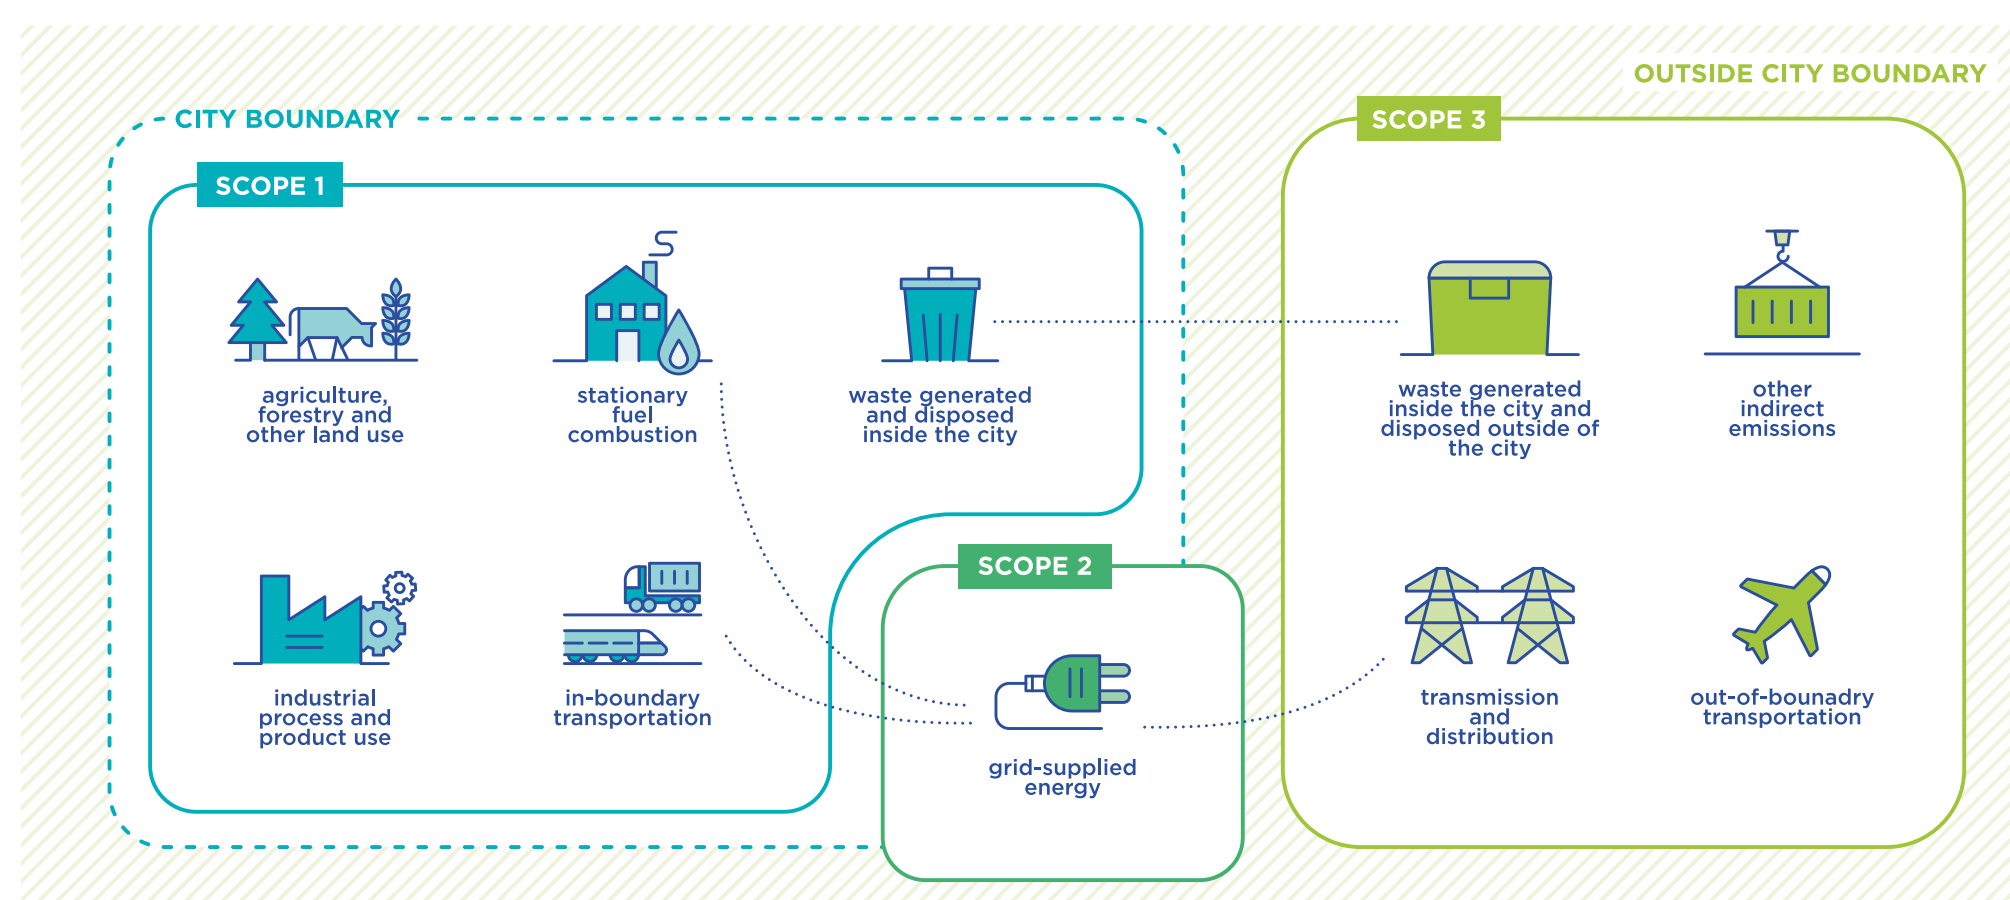 OUTSIDE CITY BOUNDARY
CITY BOUNDARY
SCOPE 3
SCOPE 1
agriculture,
forestry and
other land use
stationary
fuel
combustion
waste generated
and disposed
inside the city
waste generated
inside the city and
disposed outside of
the city
other
indirect
emissions
SCOPE 2
industrial
process and
product use
in-boundary
transportation
grid-supplied
energy
transmission
and
distribution
out-of-bounadry
transportation